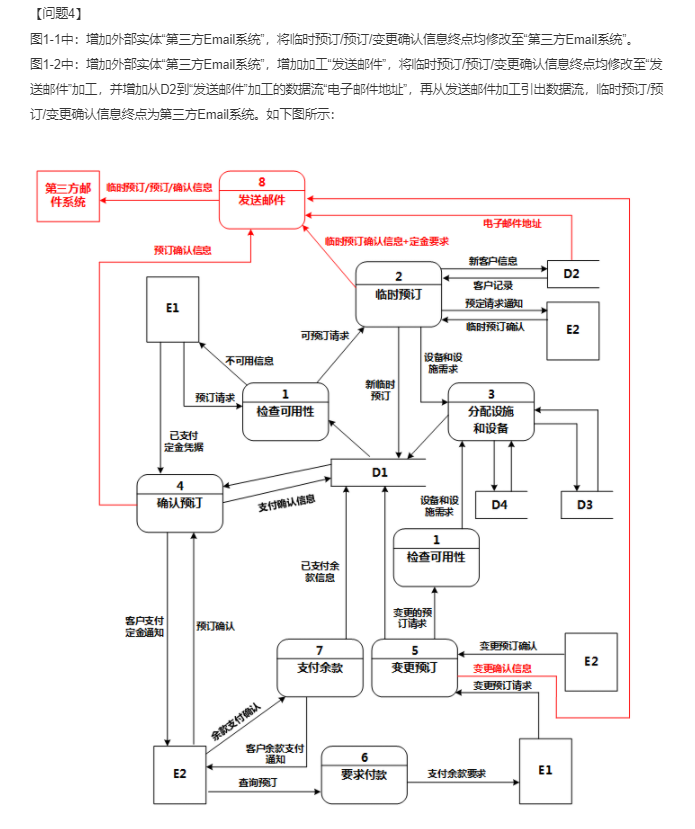 【问题4】
图1-1中：增加外部实体“第三方Email系统”，将临时预订/预订/变更确认信息终点均修改至“第三方Email系统”。
图1-2中：增加外部实体“第三方Email系统”，增加加工“发送邮件”，将临时预订/预订/变更确认信息终点均修改至“发
送邮件”加工，并增加从D2到“发送邮件”加工的数据流“电子邮件地址”，再从发送邮件加工引出数据流，临时预订/预
订/变更确认信息终点为第三方Email系统。如下图所示：
第三方邮
件系统
临时预订/预订/确认信息
8
发送邮件
电子邮件地址
预订确认信息
临时预订确认信息+定金要求
2
临时预订
新客户信息
客户记录
D2
预定请求通知
临时预订确认
E2
E1
可预订请求
不可用信息
预订请求
1
检查可用性
新临时
预订
设备和设
施需求
3
分配设施
和设备
已支付
定金凭据
4
确认预订
支付确认信息
D1
设备和设
施需求
D4
D3
1
检查可用性
已支付余
款信息
变更的预
订请求
客户支付
定金通知
预订确认
7
支付余款
5
变更预订
变更预订确认
变更确认信息
变更预订请求
E2
余款支付确认
客户余款支付
通知
E2
查询预订
6
要求付款
支付余款要求
E1